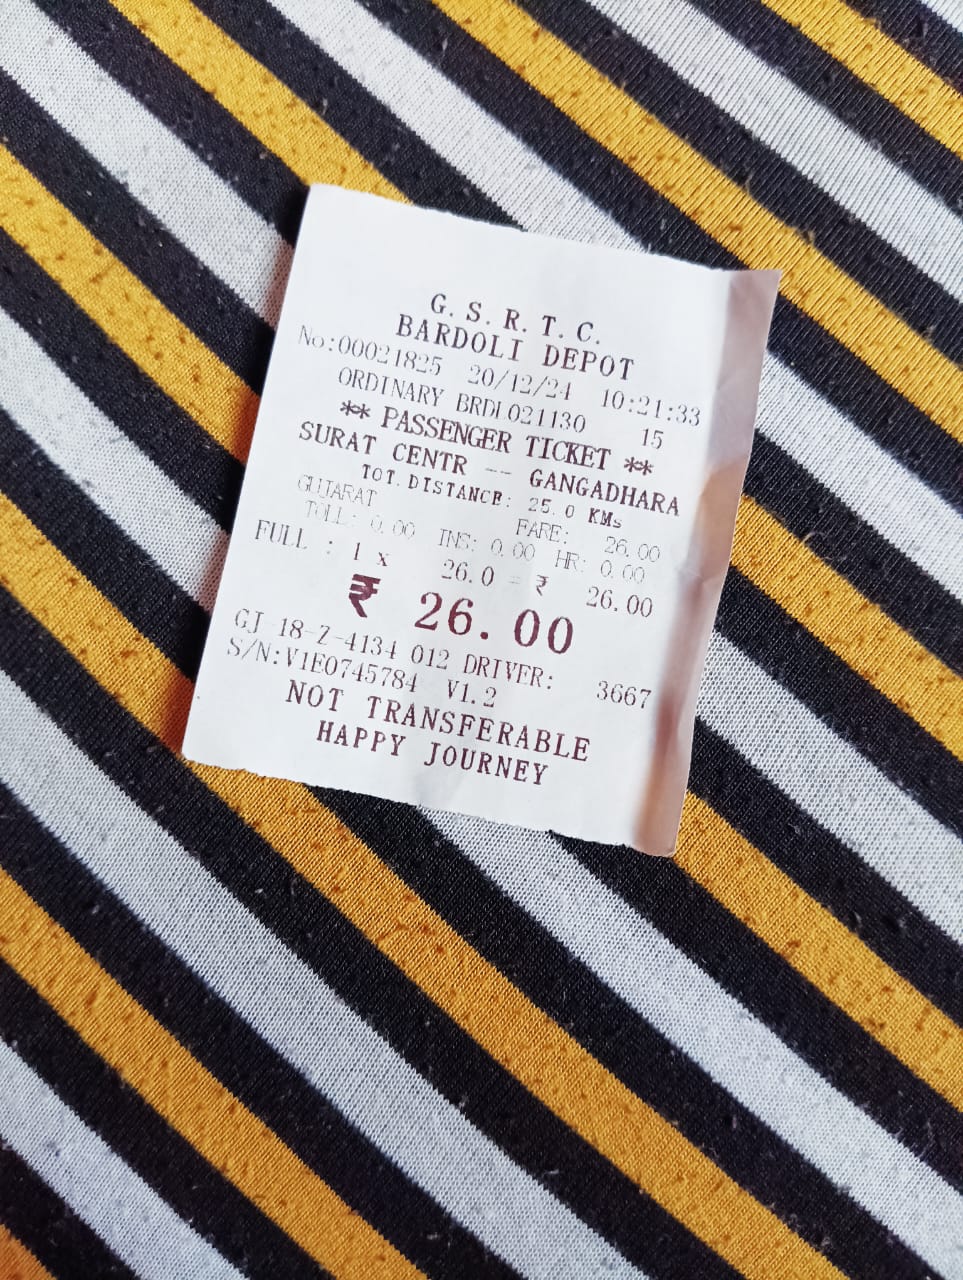 G. S. R. T. C.
BARDOLI DEPOT
No:00021825 20/12/24 10:21:33
ORDINARY BRDL021130 15
** PASSENGER TICKET **
SURAT CENTR -- GANGADHARA
TOT.DISTANCE: 25.0 KMs
GUJARAT FARE: 26.00
TOLL: 0.00 INS: 0.00 HR: 0.00
FULL : 1 x 26.0 = ₹ 26.00
₹ 26.00
GJ-18-Z-4134 012 DRIVER: 3667
S/N:V1E0745784 V1.2
NOT TRANSFERABLE
HAPPY JOURNEY